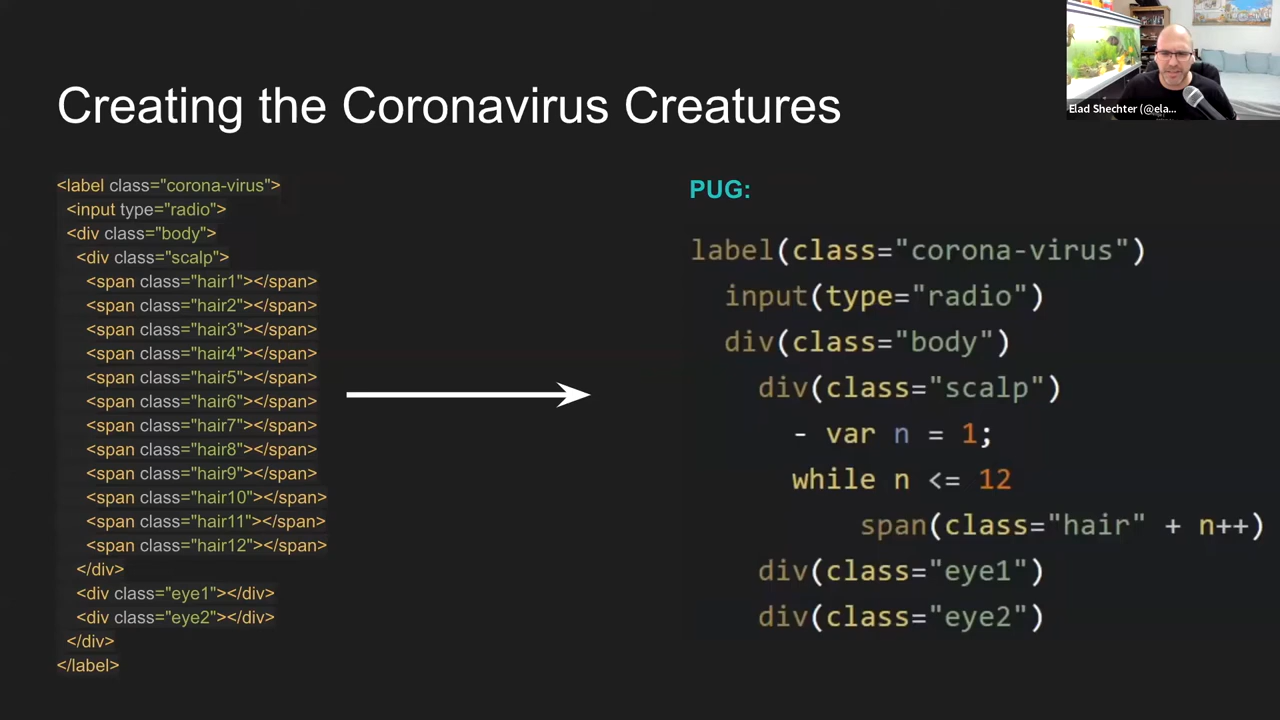 Creating the Coronavirus Creatures
Elad Shechter (@ela...
<label class="corona-virus">
<input type="radio">
<div class="body">
<div class="scalp">
<span class="hair1"></span>
<span class="hair2"></span>
<span class="hair3"></span>
<span class="hair4"></span>
<span class="hair5"></span>
<span class="hair6"></span>
<span class="hair7"></span>
<span class="hair8"></span>
<span class="hair9"></span>
<span class="hair10"></span>
<span class="hair11"></span>
<span class="hair12"></span>
</div>
<div class="eye1"></div>
<div class="eye2"></div>
</div>
</label>
PUG:
label(class="corona-virus")
input(type="radio")
div(class="body")
div(class="scalp")
- var n = 1;
while n <= 12
span(class="hair" + n++)
div(class="eye1")
div(class="eye2")